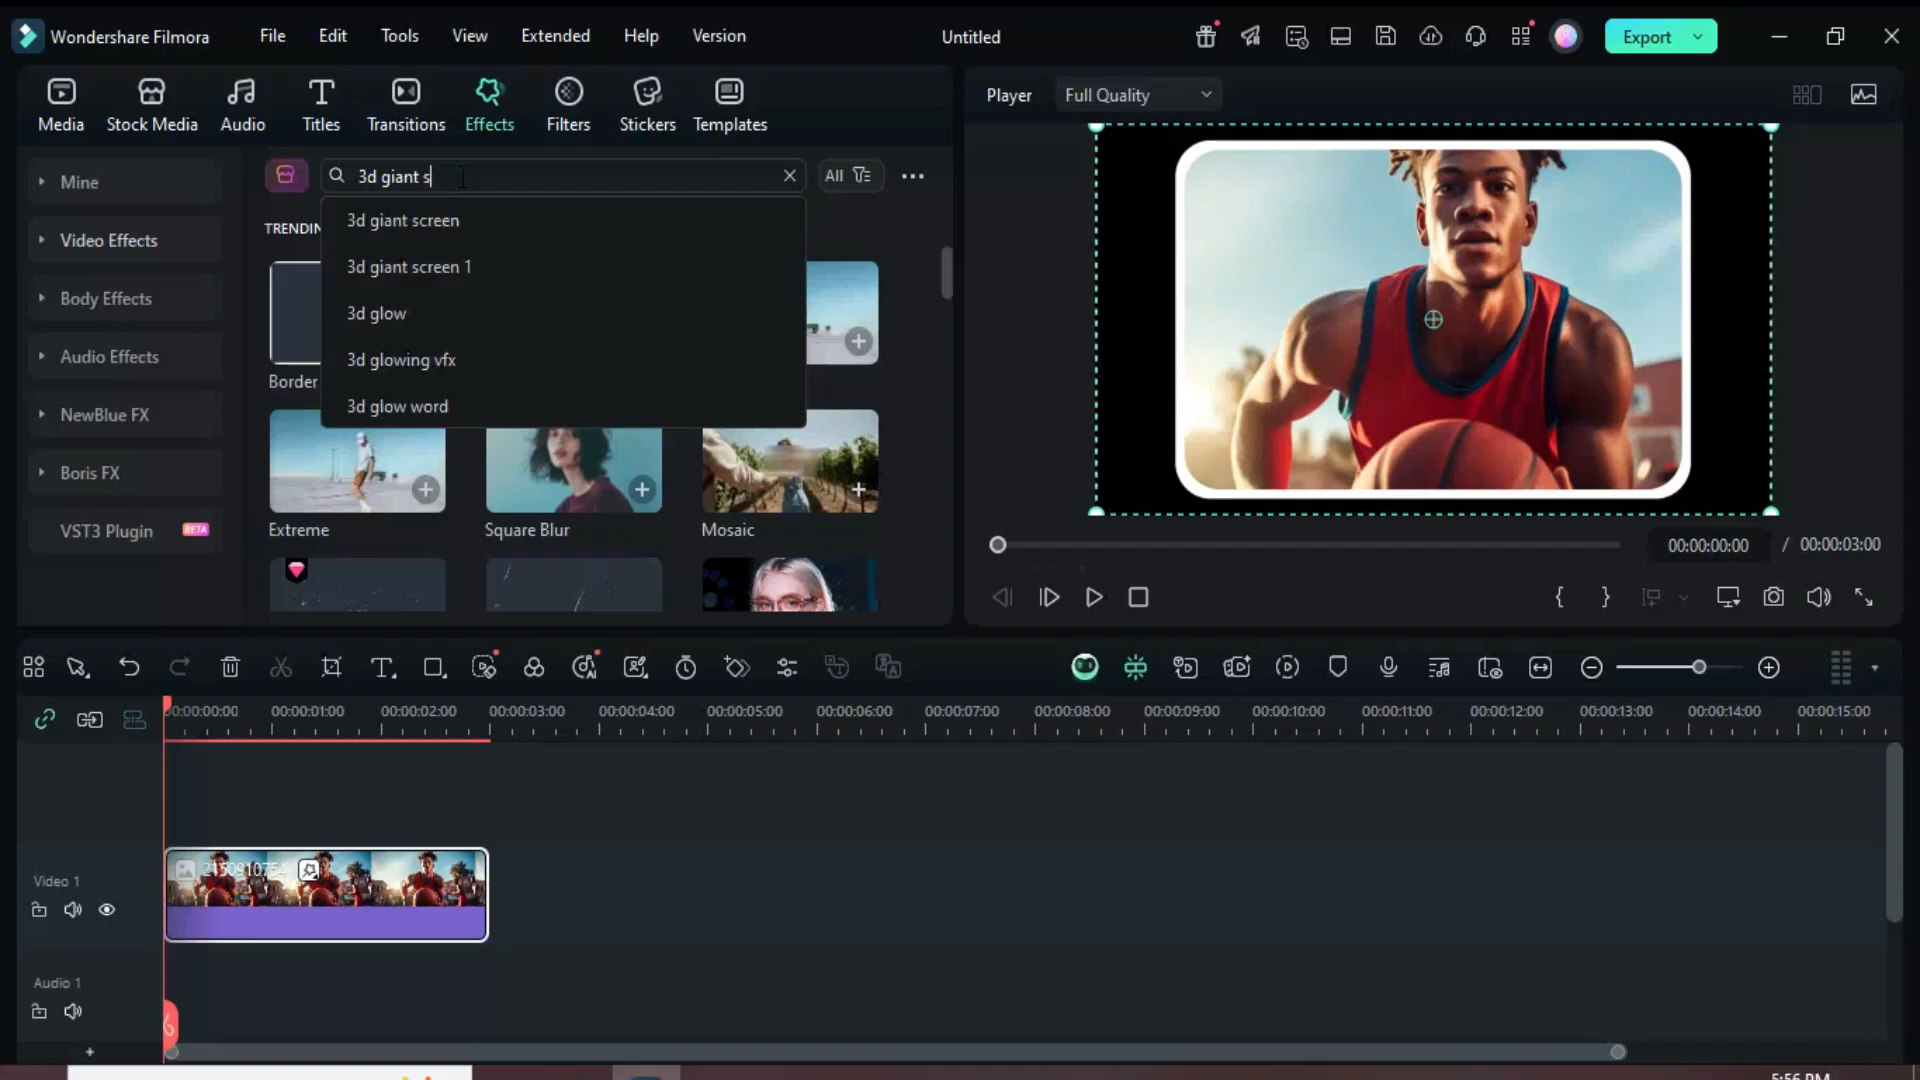 Wondershare Filmora File Edit Tools View Extended Help Version Untitled Export
Media Stock Media Audio Titles Transitions Effects Filters Stickers Templates
Player Full Quality
Mine
Video Effects
Body Effects
Audio Effects
NewBlue FX
Boris FX
VST3 Plugin BETA
3d giant s All
TRENDIN
3d giant screen
3d giant screen 1
3d glow
3d glowing vfx
3d glow word
Border
Extreme Square Blur Mosaic
00:00:00:00 / 00:00:03:00
00:00:00:00 00:00:01:00 00:00:02:00 00:00:03:00 00:00:04:00 00:00:05:00 00:00:06:00 00:00:07:00 00:00:08:00 00:00:09:00 00:00:10:00 00:00:11:00 00:00:12:00 00:00:13:00 00:00:14:00 00:00:15:00
2150910754
Video 1
Audio 1
5:56 PM